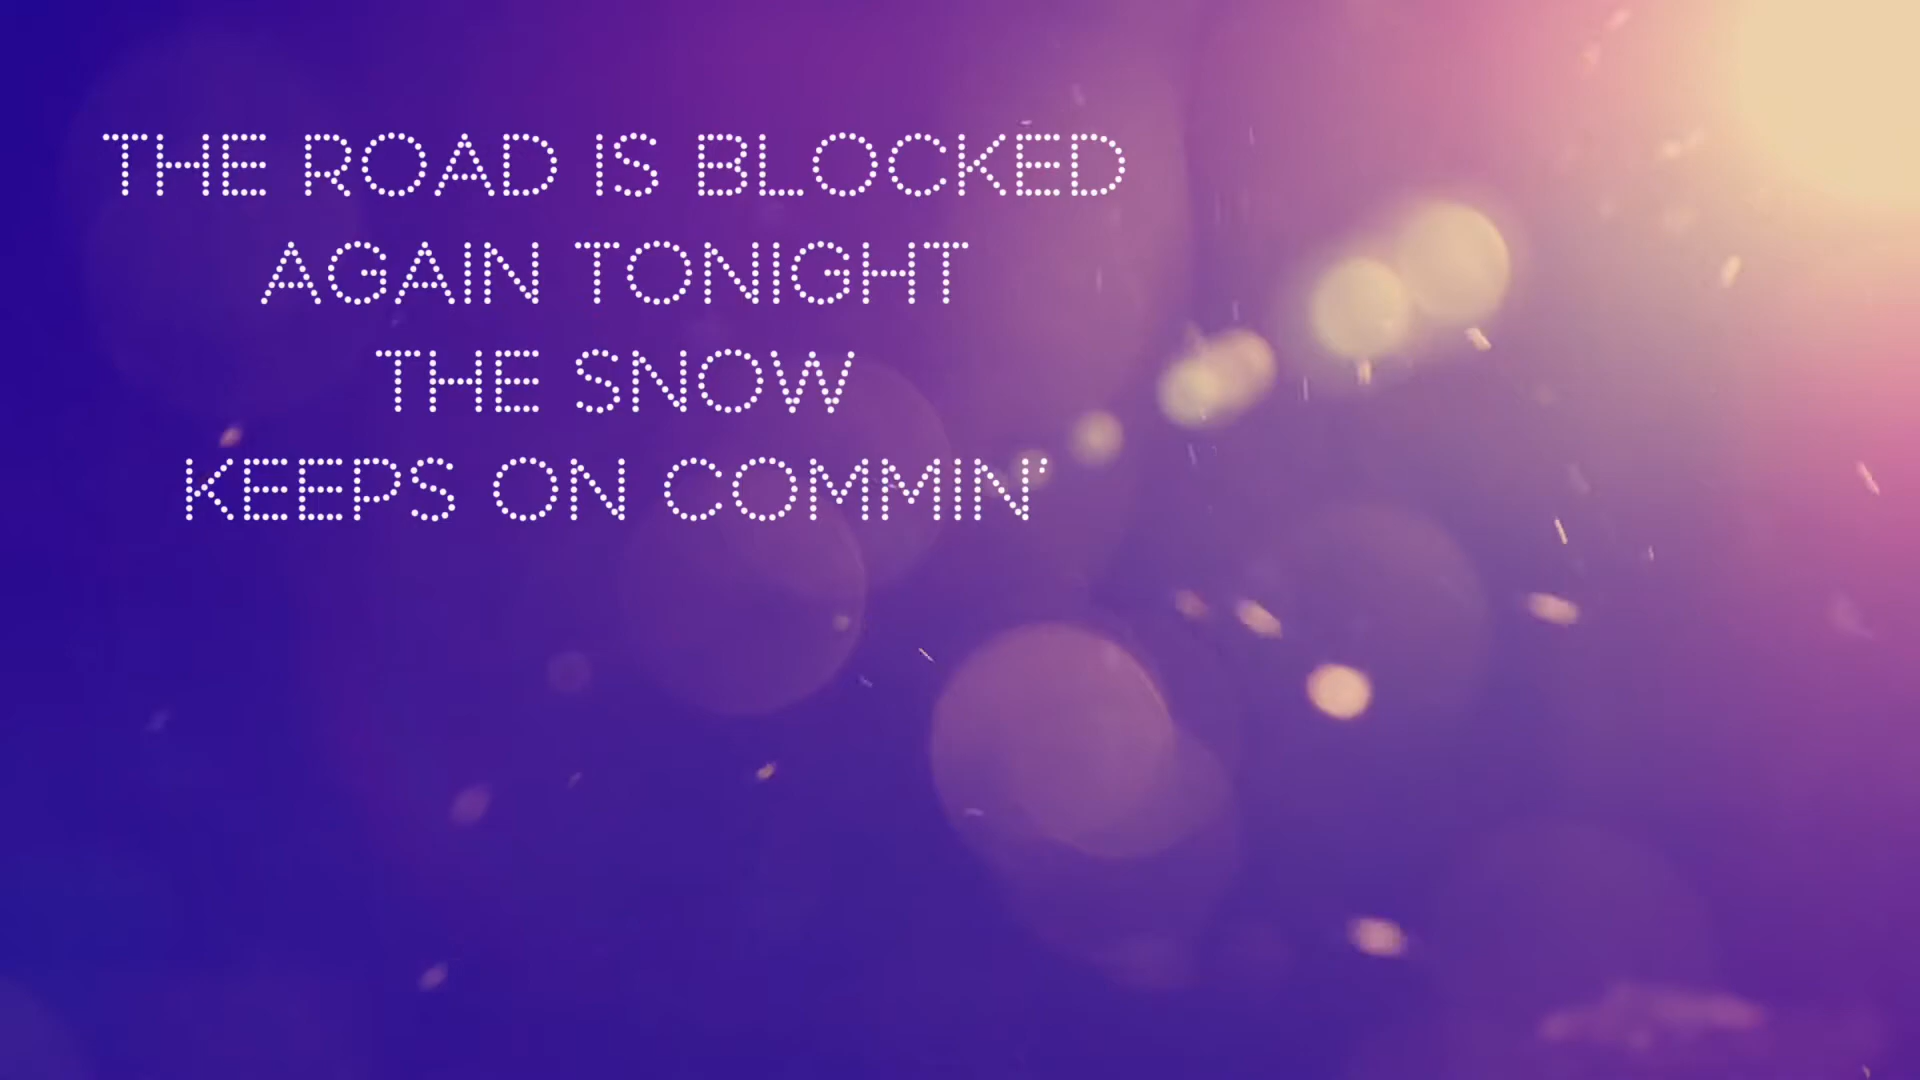 THE ROAD IS BLOCKED
AGAIN TONIGHT
THE SNOW
KEEPS ON COMMIN'